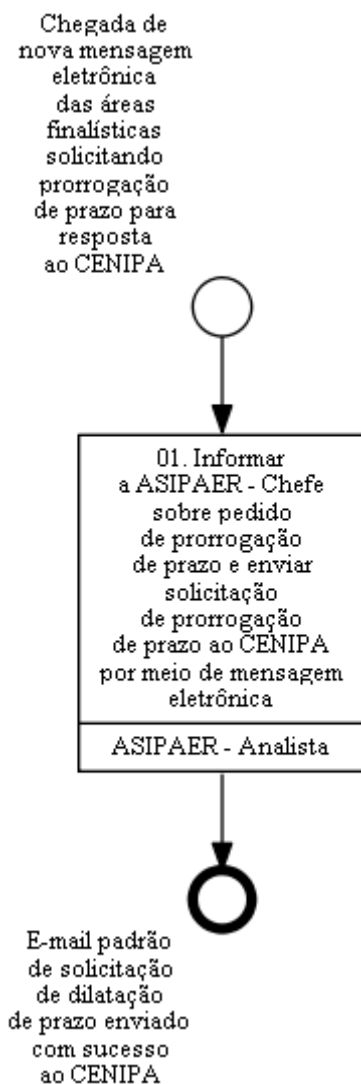 Chegada de
nova mensagem
eletrônica
das áreas
finalísticas
solicitando
prorrogação
de prazo para
resposta
ao CENIPA
01. Informar
a ASIPAER - Chefe
sobre pedido
de prorrogação
de prazo e enviar
solicitação
de prorrogação
de prazo ao CENIPA
por meio de mensagem
eletrônica
ASIPAER - Analista
E-mail padrão
de solicitação
de dilatação
de prazo enviado
com sucesso
ao CENIPA